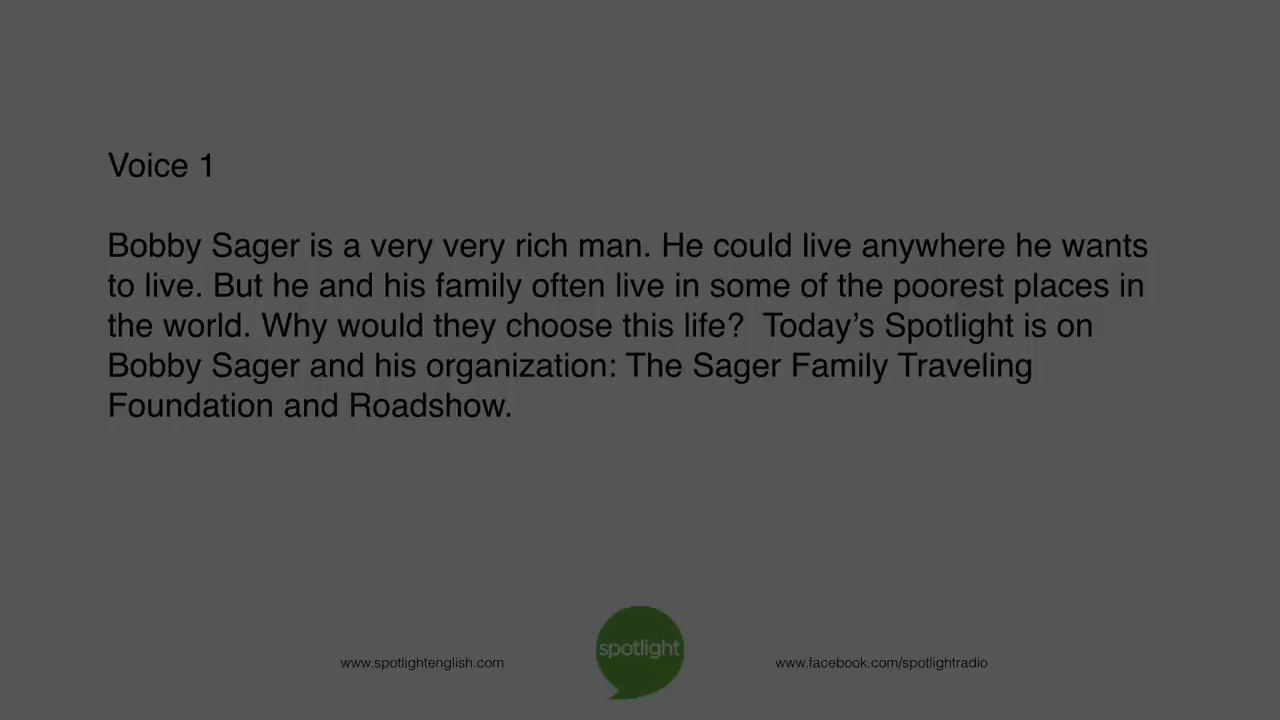 Voice 1
Bobby Sager is a very very rich man. He could live anywhere he wants
to live. But he and his family often live in some of the poorest places in
the world. Why would they choose this life?  Today’s Spotlight is on
Bobby Sager and his organization: The Sager Family Traveling
Foundation and Roadshow.
spotlight
www.spotlightenglish.com
www.facebook.com/spotlightradio